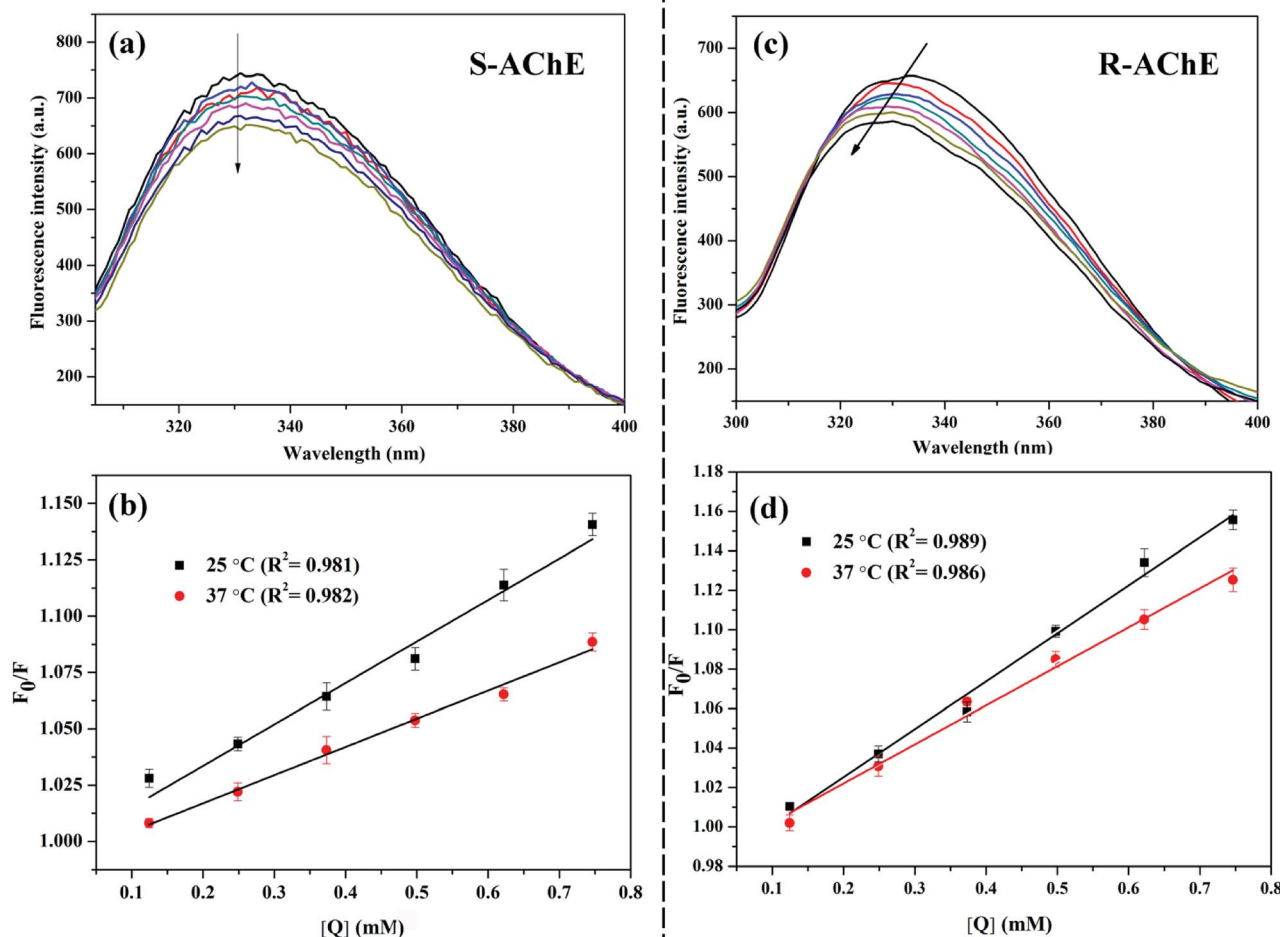 (a)
S-AChE
800
700
600
500
400
300
200
Fluorescence intensity (a.u.)
320 340 360 380 400
Wavelength (nm)
(c)
R-AChE
700
600
500
400
300
200
Fluorescence intensity (a.u.)
300 320 340 360 380 400
Wavelength (nm)
(b)
25 °C (R²= 0.981)
37 °C (R²= 0.982)
1.150
1.125
1.100
1.075
1.050
1.025
1.000
F₀/F
0.1 0.2 0.3 0.4 0.5 0.6 0.7 0.8
[Q] (mM)
(d)
25 °C (R²= 0.989)
37 °C (R²= 0.986)
1.18
1.16
1.14
1.12
1.10
1.08
1.06
1.04
1.02
1.00
0.98
F₀/F
0.1 0.2 0.3 0.4 0.5 0.6 0.7 0.8
[Q] (mM)